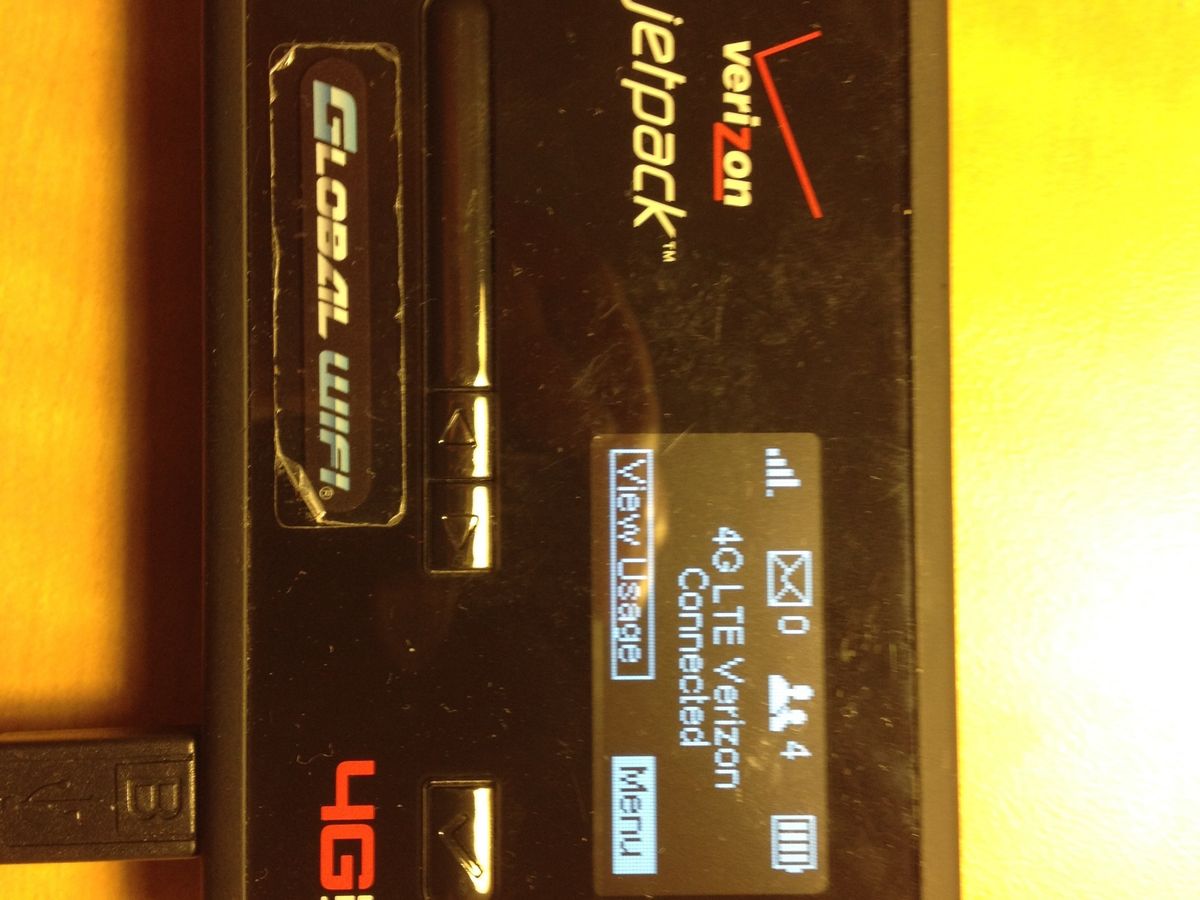 verizon
jetpack™
0 4
4G LTE Verizon
Connected
View Usage
Menu
GLOBAL WIFI®
4G
B